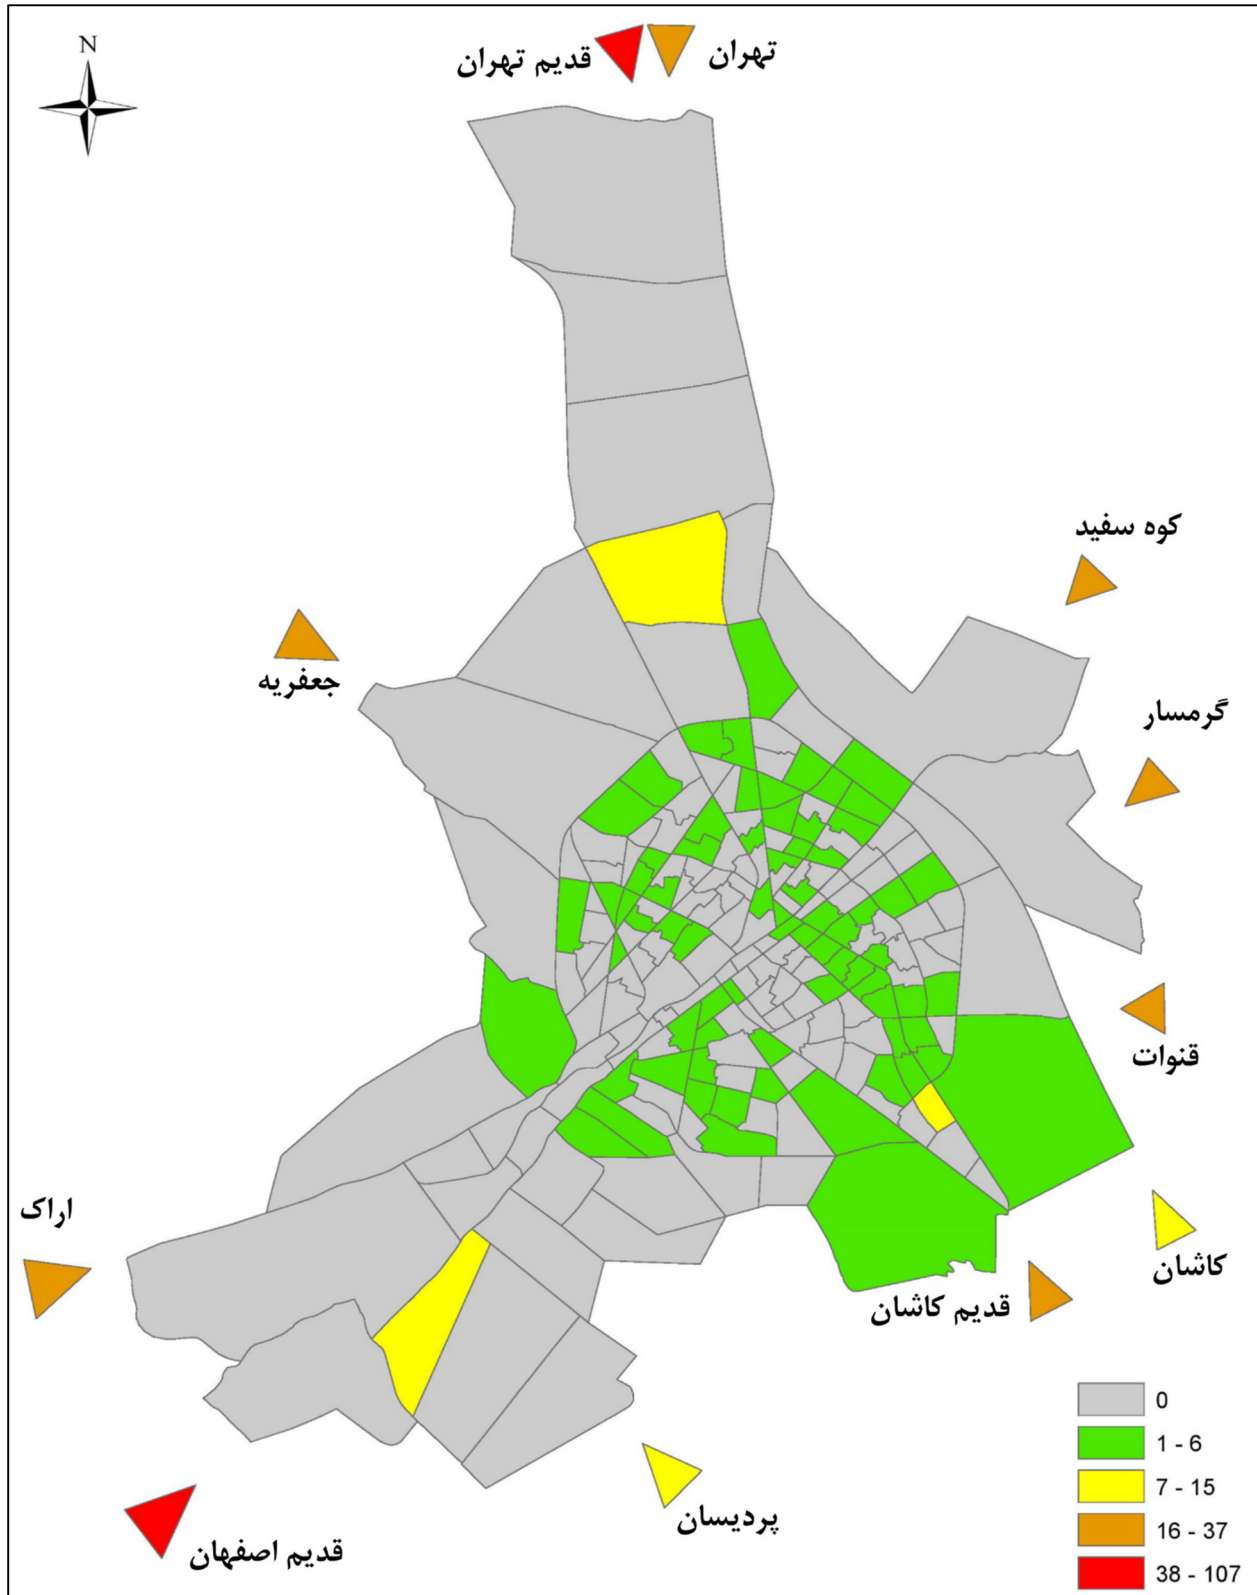 N
قدیم تهران
تهران
کوه سفید
جعفریه
گرمسار
قنوات
اراک
کاشان
قدیم کاشان
پردیسان
قدیم اصفهان
0
1 - 6
7 - 15
16 - 37
38 - 107